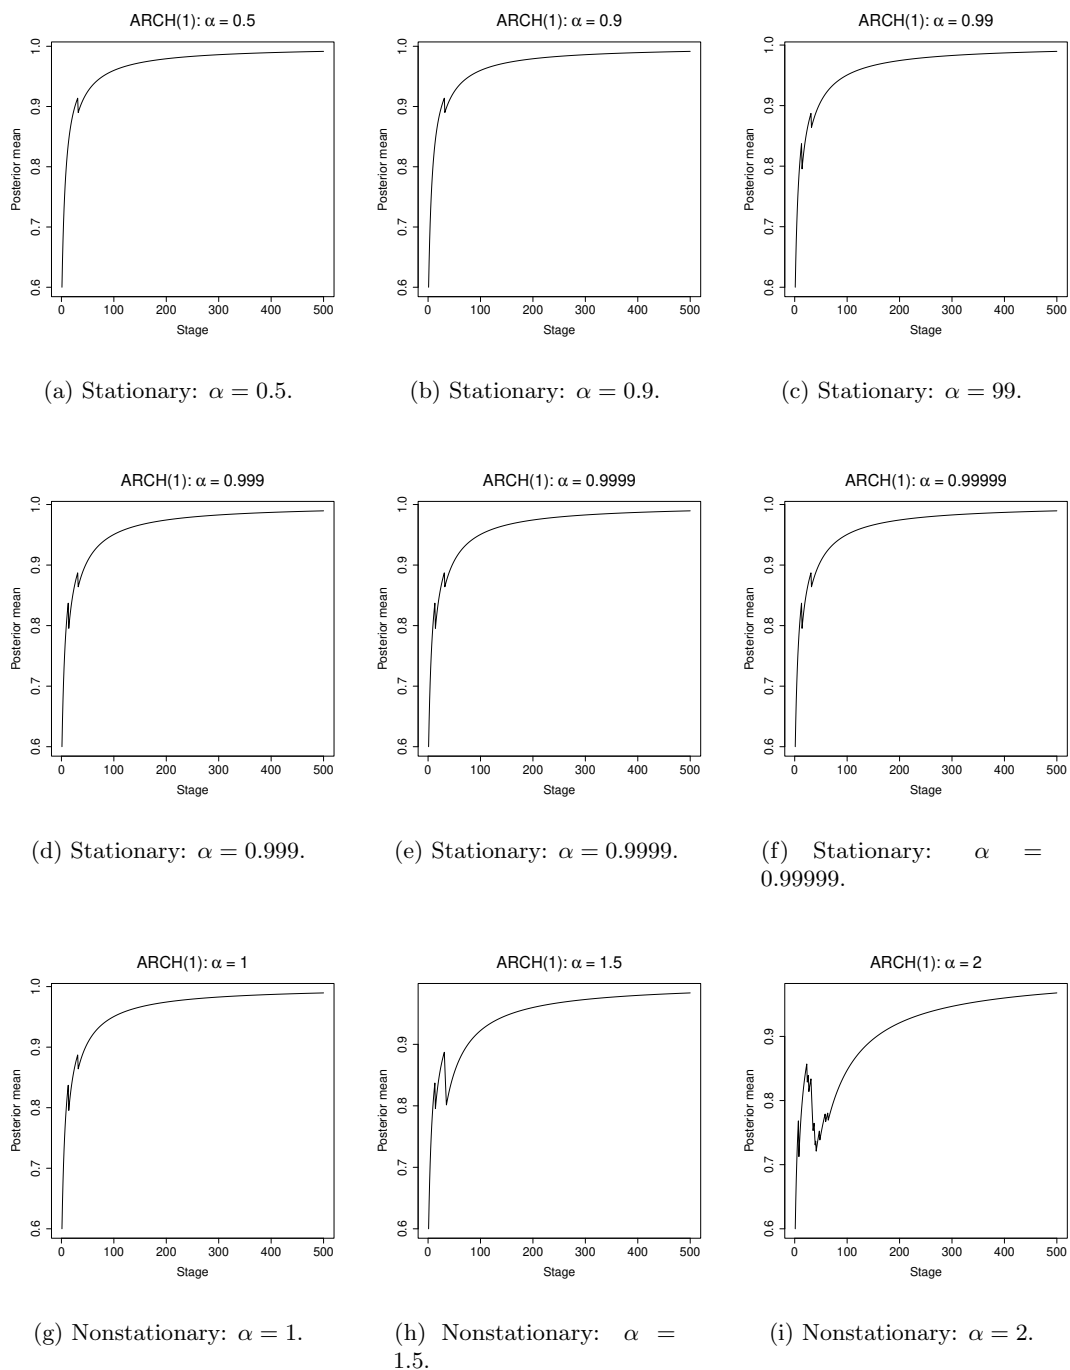 ARCH(1): α = 0.5
Posterior mean
0.6 0.7 0.8 0.9 1.0
0 100 200 300 400 500
Stage
(a) Stationary: α = 0.5.
ARCH(1): α = 0.9
Posterior mean
0.6 0.7 0.8 0.9 1.0
0 100 200 300 400 500
Stage
(b) Stationary: α = 0.9.
ARCH(1): α = 0.99
Posterior mean
0.6 0.7 0.8 0.9 1.0
0 100 200 300 400 500
Stage
(c) Stationary: α = 99.
ARCH(1): α = 0.999
Posterior mean
0.6 0.7 0.8 0.9 1.0
0 100 200 300 400 500
Stage
(d) Stationary: α = 0.999.
ARCH(1): α = 0.9999
Posterior mean
0.6 0.7 0.8 0.9 1.0
0 100 200 300 400 500
Stage
(e) Stationary: α = 0.9999.
ARCH(1): α = 0.99999
Posterior mean
0.6 0.7 0.8 0.9 1.0
0 100 200 300 400 500
Stage
(f) Stationary: α =
0.99999.
ARCH(1): α = 1
Posterior mean
0.6 0.7 0.8 0.9 1.0
0 100 200 300 400 500
Stage
(g) Nonstationary: α = 1.
ARCH(1): α = 1.5
Posterior mean
0.6 0.7 0.8 0.9
0 100 200 300 400 500
Stage
(h) Nonstationary: α =
1.5.
ARCH(1): α = 2
Posterior mean
0.6 0.7 0.8 0.9
0 100 200 300 400 500
Stage
(i) Nonstationary: α = 2.